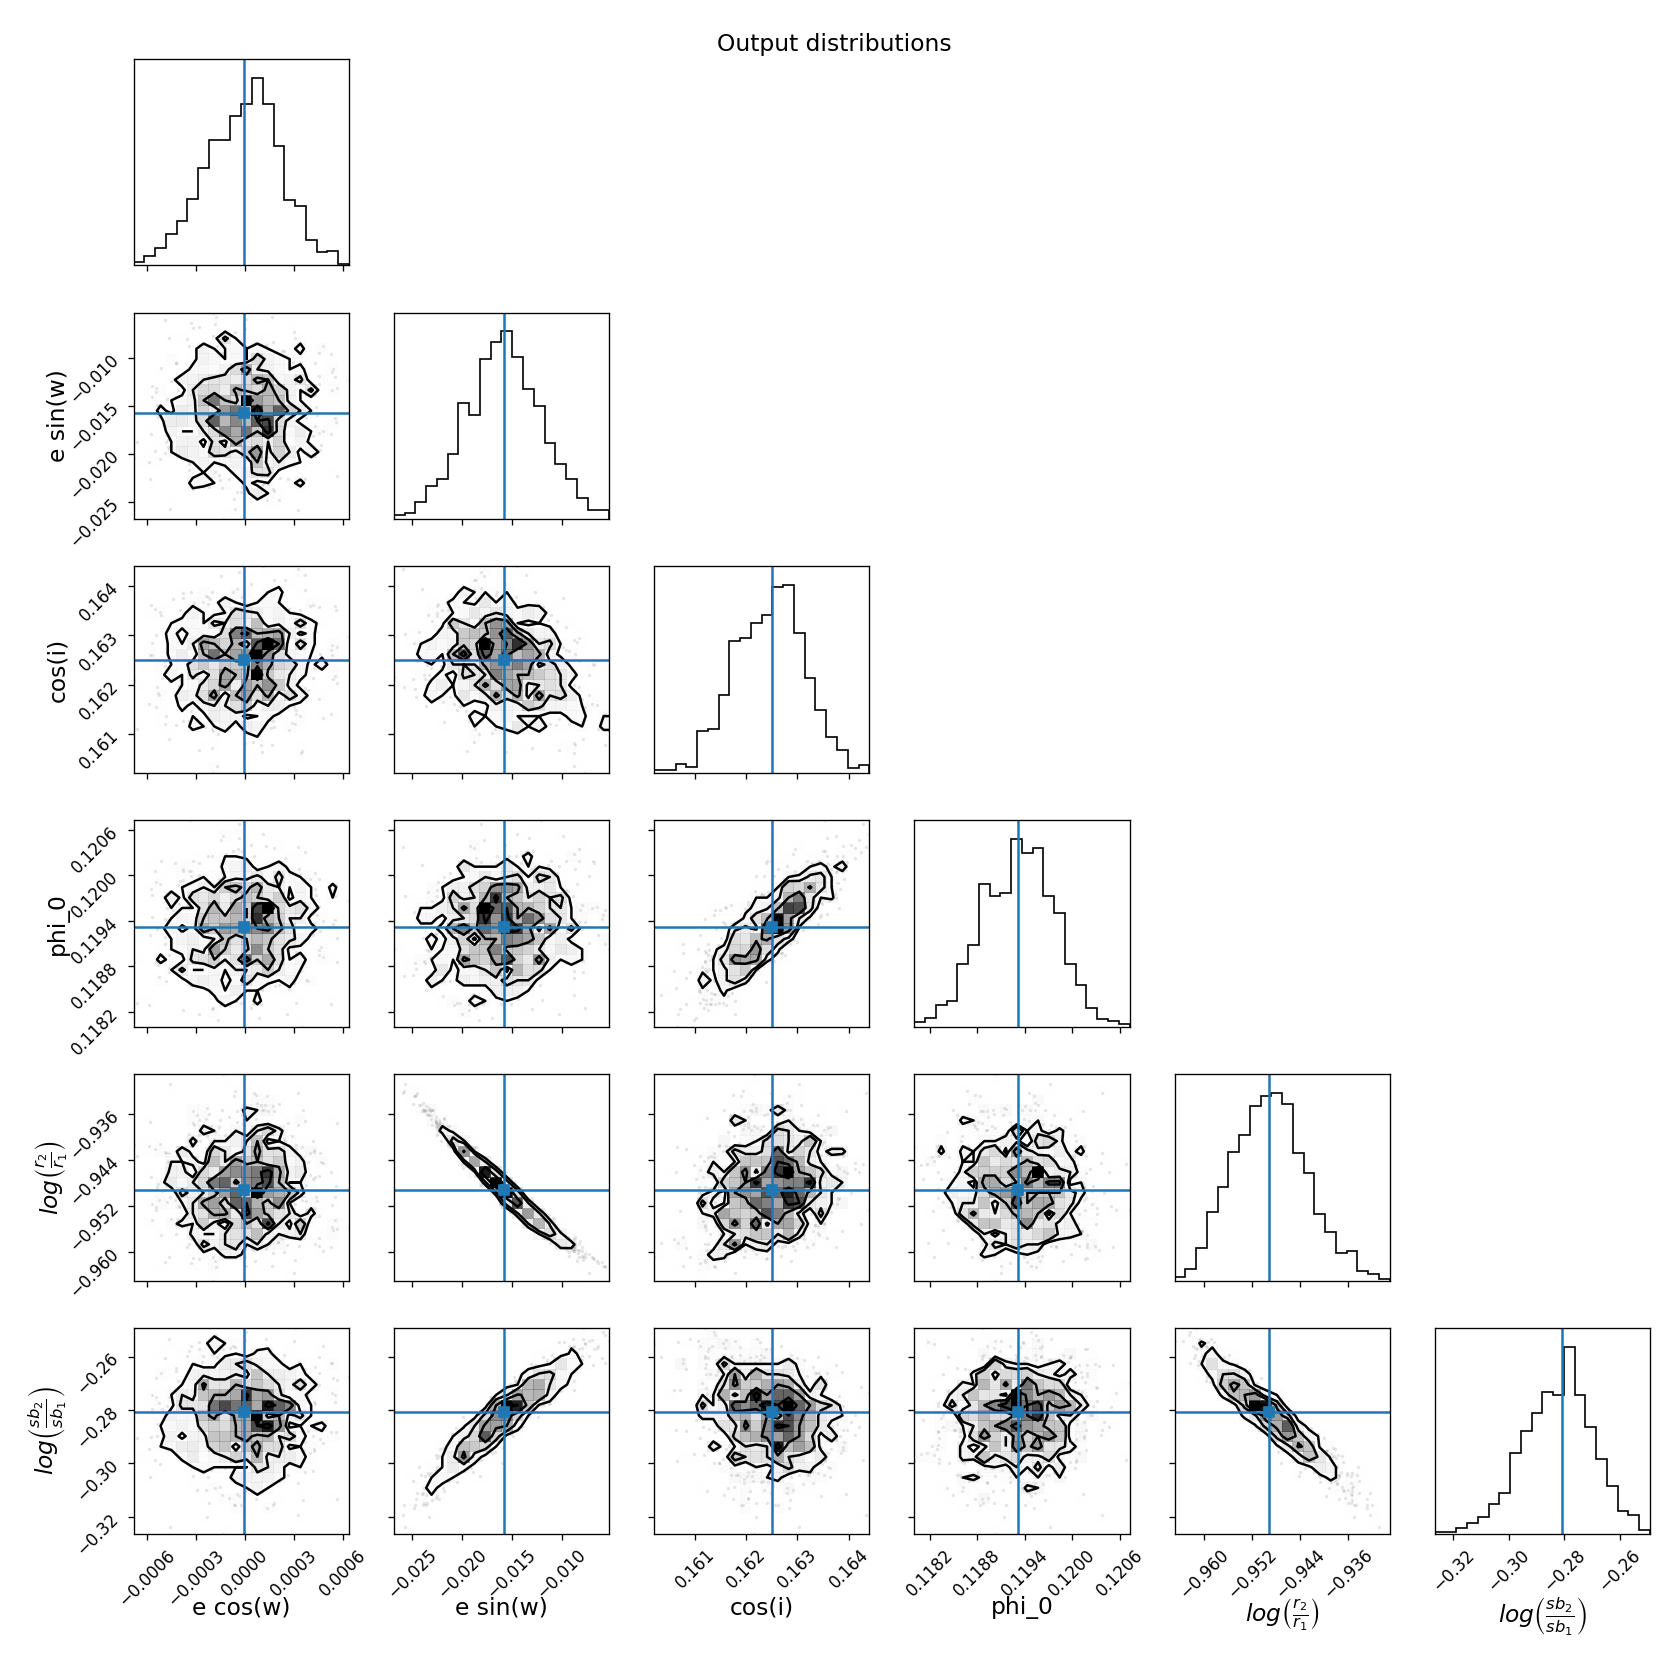 Output distributions
e sin(w)
−0.010
−0.015
−0.020
−0.025
cos(i)
0.164
0.163
0.162
0.161
phi_0
0.1206
0.1200
0.1194
0.1188
0.1182
log(r2/r1)
−0.936
−0.944
−0.952
−0.960
log(sb2/sb1)
−0.26
−0.28
−0.30
−0.32
−0.0006 −0.0003 0.0000 0.0003 0.0006
−0.025 −0.020 −0.015 −0.010
0.161 0.162 0.163 0.164
0.1182 0.1188 0.1194 0.1200 0.1206
−0.960 −0.952 −0.944 −0.936
−0.32 −0.30 −0.28 −0.26
e cos(w)
e sin(w)
cos(i)
phi_0
log(r2/r1)
log(sb2/sb1)